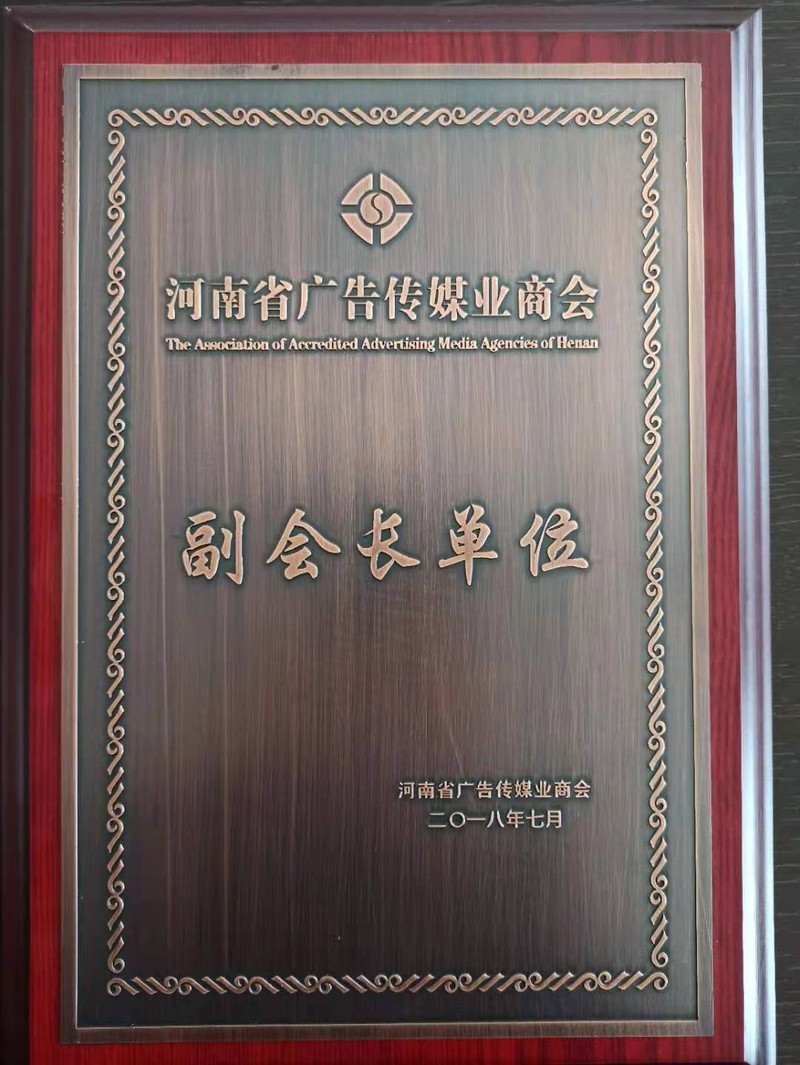 河南省广告传媒业商会
The Association of Accredited Advertising Media Agencies of Henan
副会长单位
河南省广告传媒业商会
二〇一八年七月